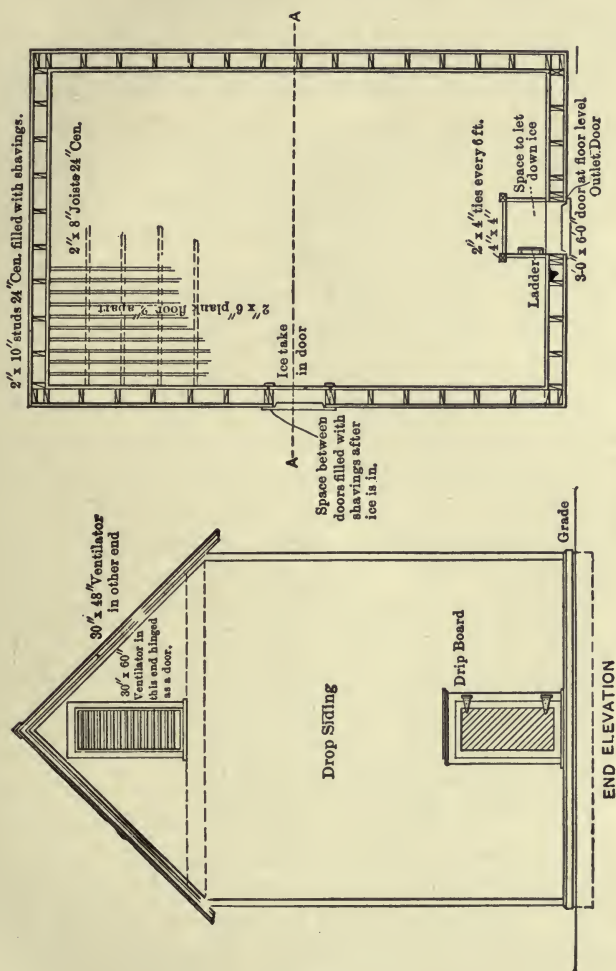 2″x 10″studs 24″Cen. filled with shavings.
2″x 8″Joists 24″Cen.
2″x 6″plank floor ½″ apart
A
A
Ice take
in door
Space between
doors filled with
shavings after
ice is in.
2″x 4″ties every 6 ft.
4″x 4″
Space to let
down ice
Ladder
3'-0″x 6'-0″door at floor level
Outlet Door
30″x 48″Ventilator
in other end
30″x 60″
Ventilator in
this end hinged
as a door.
Drop Siding
Drip Board
Grade
END ELEVATION